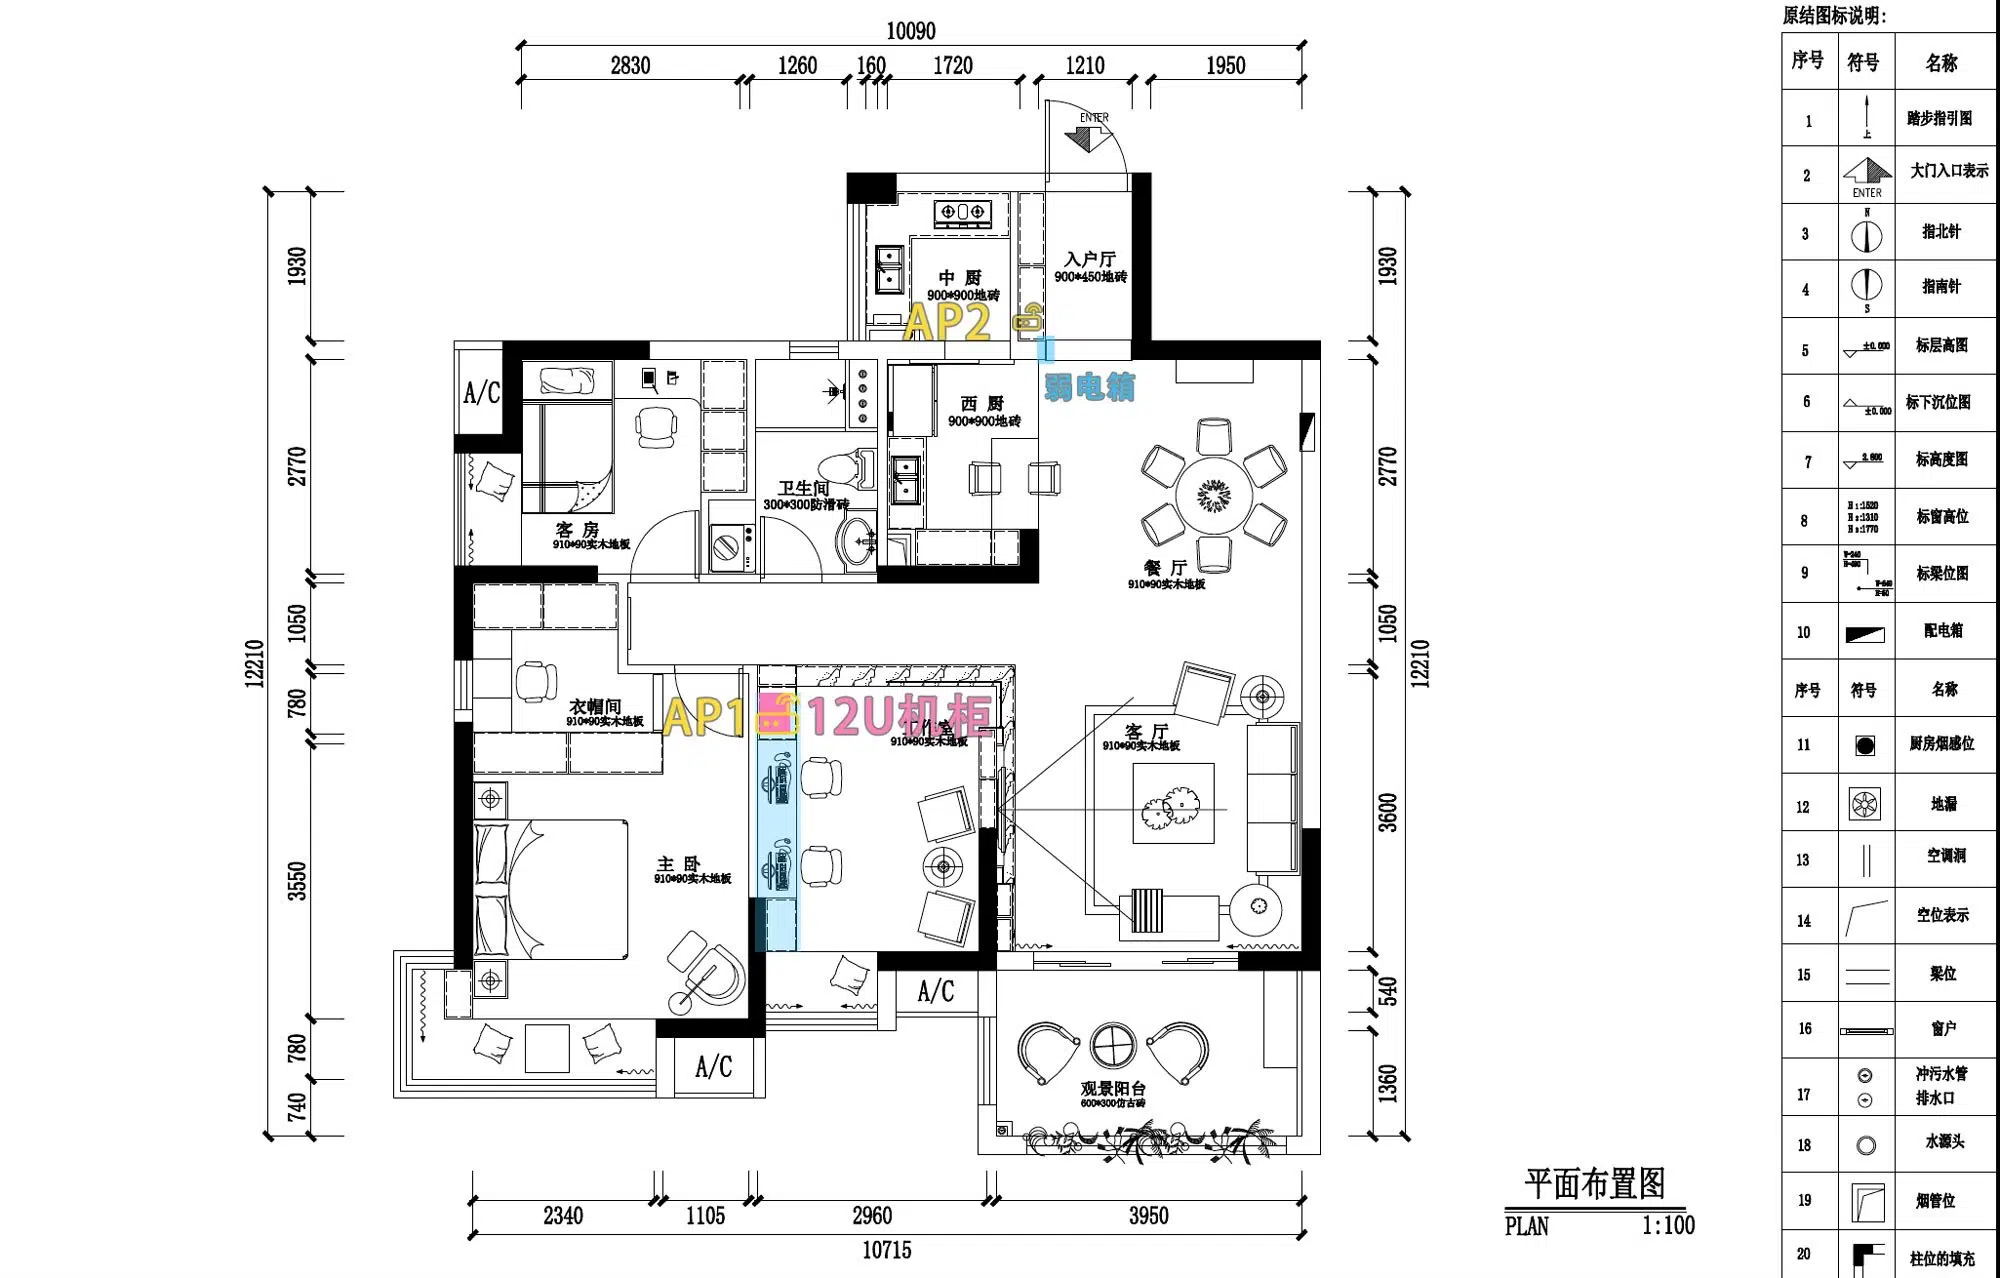 10090
2830 1260 160 1720 1210 1950
ENTER
12210
1930
2770
1050
780
3550
780
740
入户厅
900*450地砖
中 厨
900*900地砖
AP2
弱电箱
A/C
西 厨
900*900地砖
卫生间
300*300防滑砖
客 房
910*90实木地板
餐 厅
910*90实木地板
衣帽间
910*90实木地板
AP1
12U机柜
910*90实木地板
客 厅
910*90实木地板
主 卧
910*90实木地板
A/C
A/C
观景阳台
600*300仿古砖
1930
2770
1050
3600
540
1360
12210
2340 1105 2960 3950
10715
平面布置图
PLAN 1:100
原结图标说明:
序号 符号 名称
1 上 踏步指引图
2 ENTER 大门入口表示
3 N 指北针
4 S 指南针
5 ±0.000 标层高图
6 ±0.000 标下沉位图
7 2.800 标高度图
8 H1:1520 H2:1310 H3:1770 标窗高位
9 标梁位图
10 配电箱
序号 符号 名称
11 厨房烟感位
12 地漏
13 空调洞
14 空位表示
15 梁位
16 窗户
17 冲污水管
排水口
18 水源头
19 烟管位
20 柱位的填充